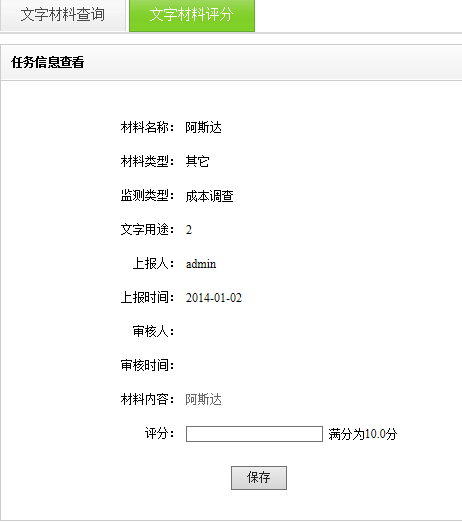 文字材料查询 文字材料评分
任务信息查看
材料名称： 阿斯达
材料类型： 其它
监测类型： 成本调查
文字用途： 2
上报人： admin
上报时间： 2014-01-02
审核人：
审核时间：
材料内容： 阿斯达
评分： 满分为10.0分
保存